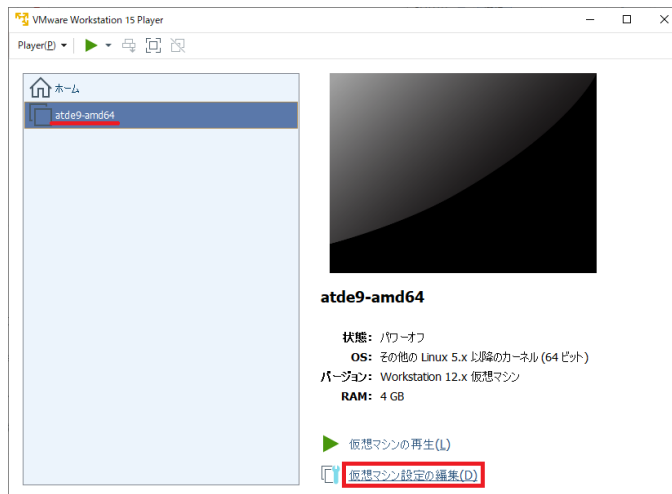 VMware Workstation 15 Player
Player(P)
ホーム
atde9-amd64
atde9-amd64
状態: パワーオフ
OS: その他の Linux 5.x 以降のカーネル (64 ビット)
バージョン: Workstation 12.x 仮想マシン
RAM: 4 GB
仮想マシンの再生(L)
仮想マシン設定の編集(D)